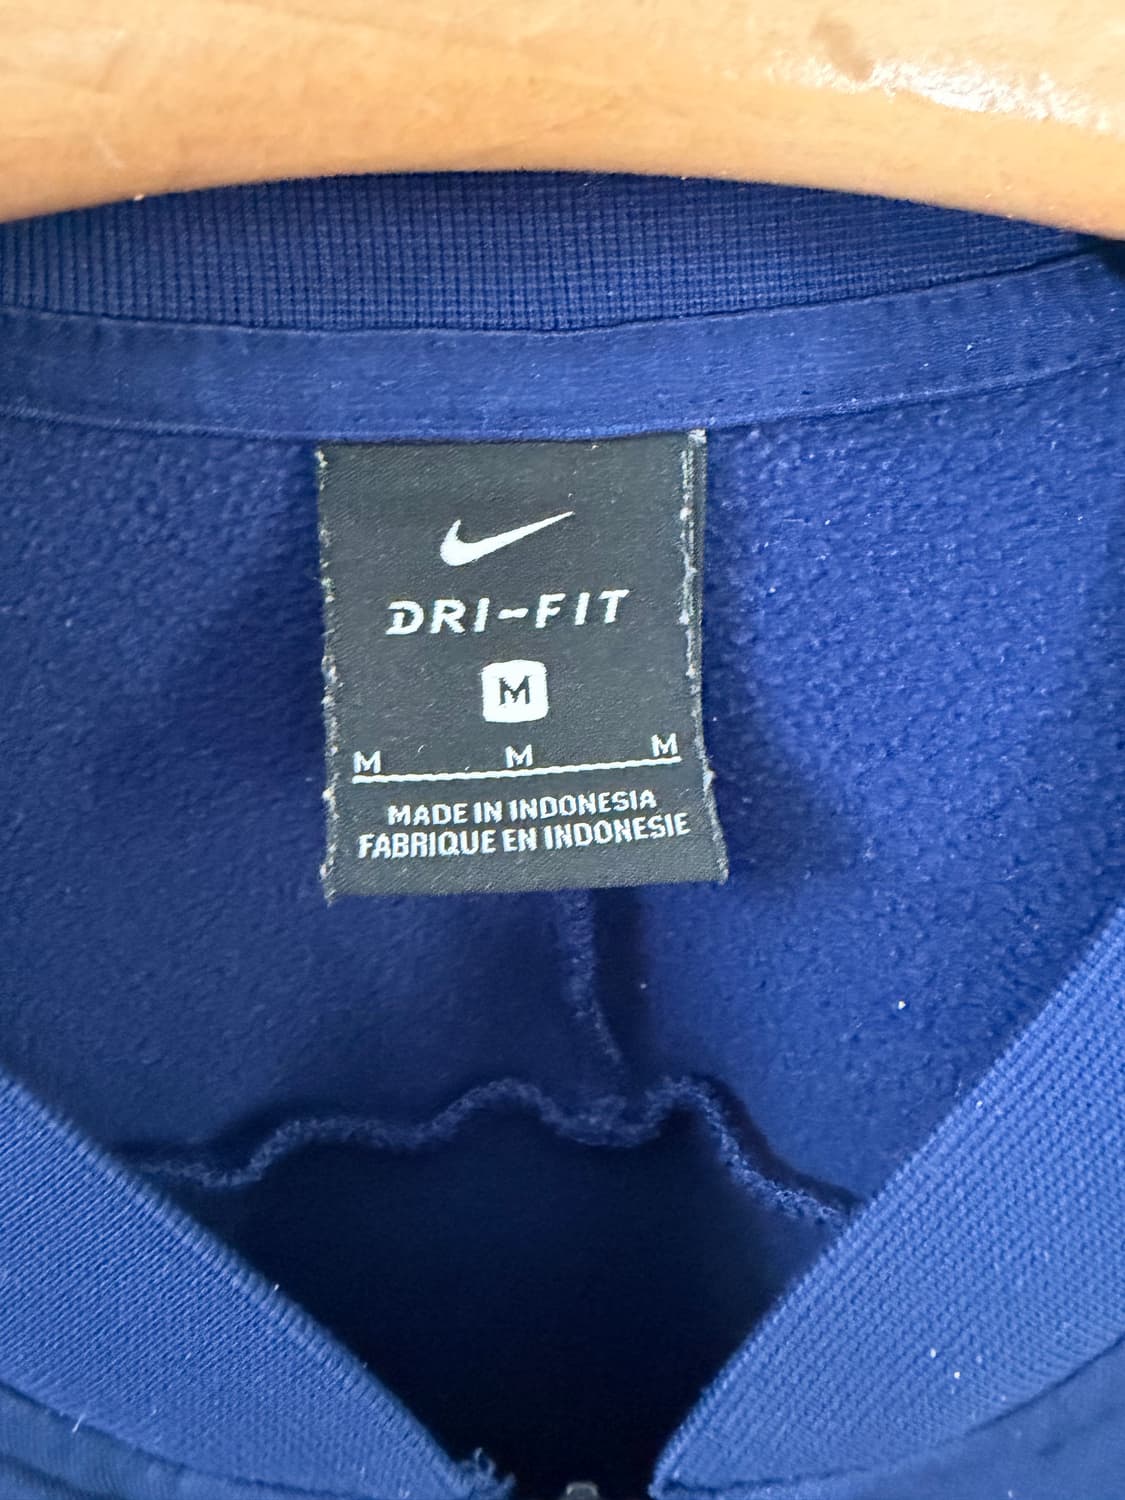 DRI-FIT
M
M M M
MADE IN INDONESIA
FABRIQUE EN INDONESIE